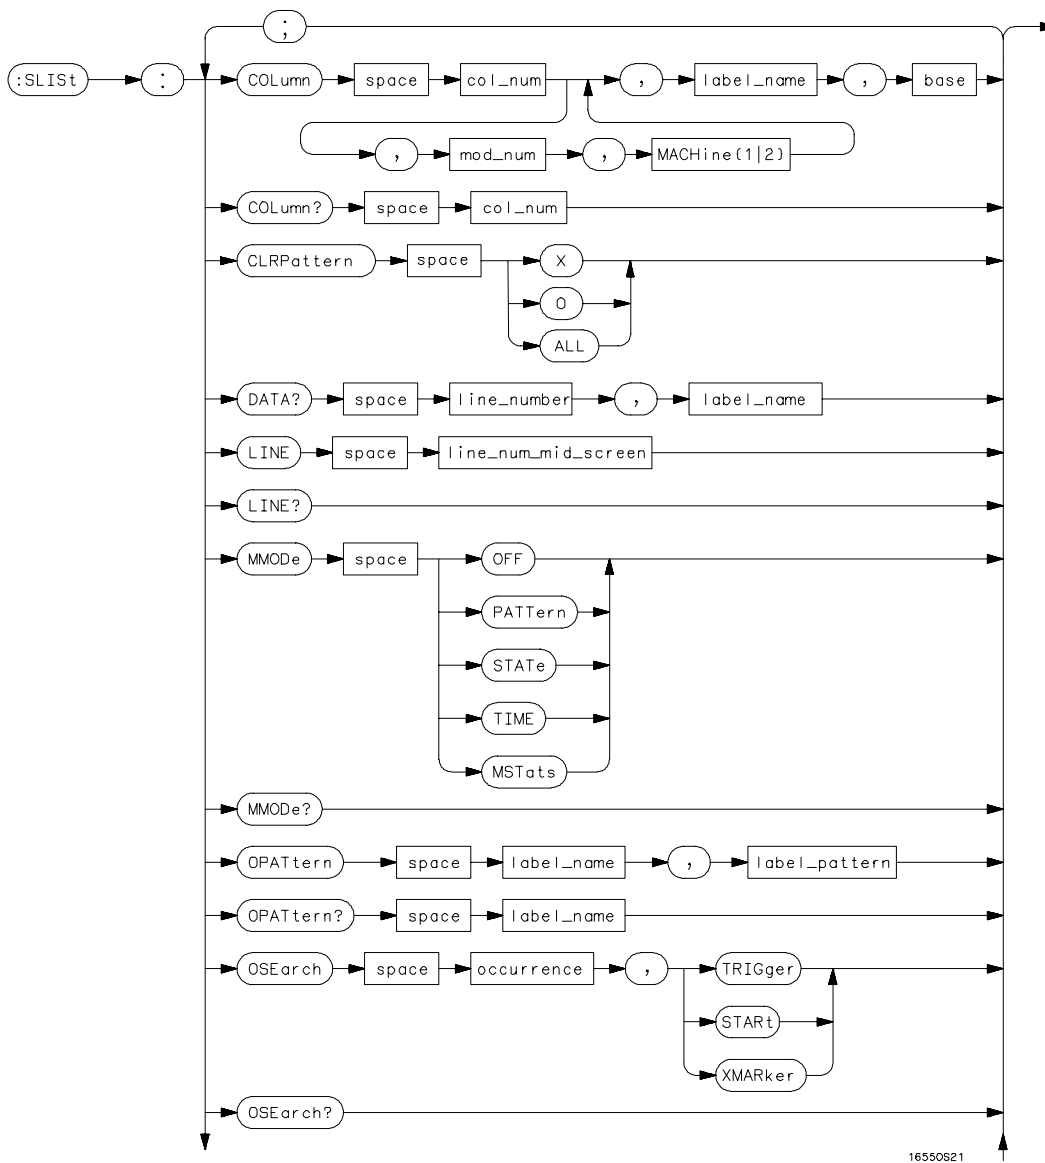 ;
:SLISt : COLumn space col_num , label_name , base
, mod_num , MACHine(1|2)
COLumn? space col_num
CLRPattern space X
O
ALL
DATA? space line_number , label_name
LINE space line_num_mid_screen
LINE?
MMODe space OFF
PATTern
STATe
TIME
MSTats
MMODe?
OPATtern space label_name , label_pattern
OPATtern? space label_name
OSEarch space occurrence , TRIGger
STARt
XMARker
OSEarch?
16550S21